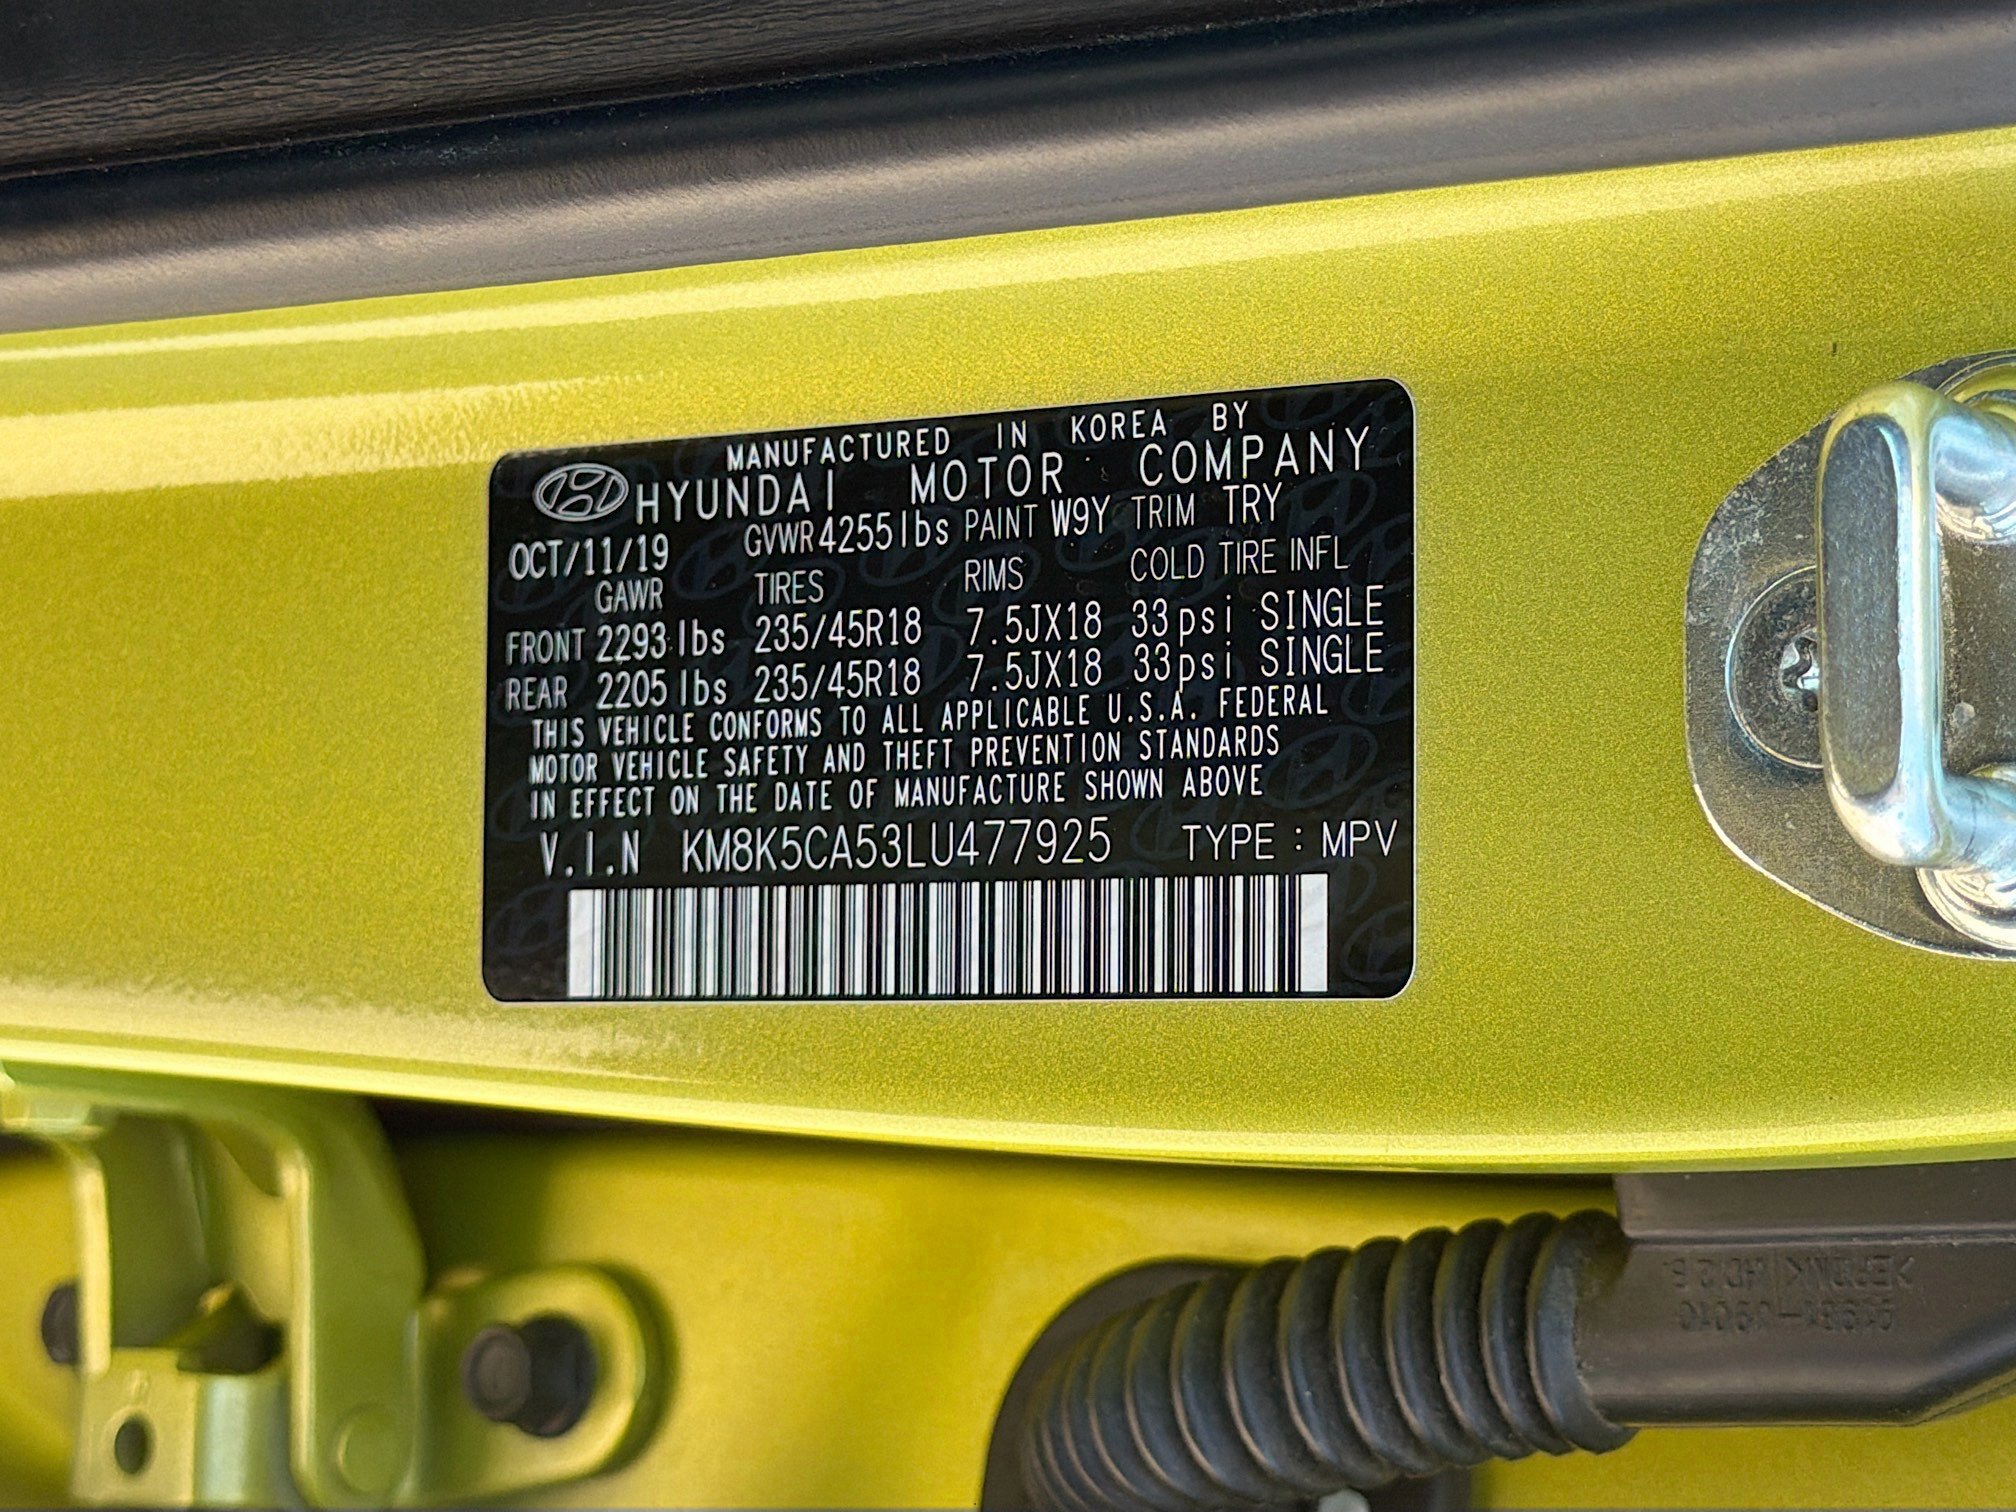 MANUFACTURED IN KOREA BY
HYUNDAI MOTOR COMPANY
OCT/11/19 GVWR 4255lbs PAINT W9Y TRIM TRY
GAWR TIRES RIMS COLD TIRE INFL
FRONT 2293 lbs 235/45R18 7.5JX18 33psi SINGLE
REAR 2205 lbs 235/45R18 7.5JX18 33psi SINGLE
THIS VEHICLE CONFORMS TO ALL APPLICABLE U.S.A. FEDERAL
MOTOR VEHICLE SAFETY AND THEFT PREVENTION STANDARDS
IN EFFECT ON THE DATE OF MANUFACTURE SHOWN ABOVE
V.I.N KM8K5CA53LU477925 TYPE : MPV